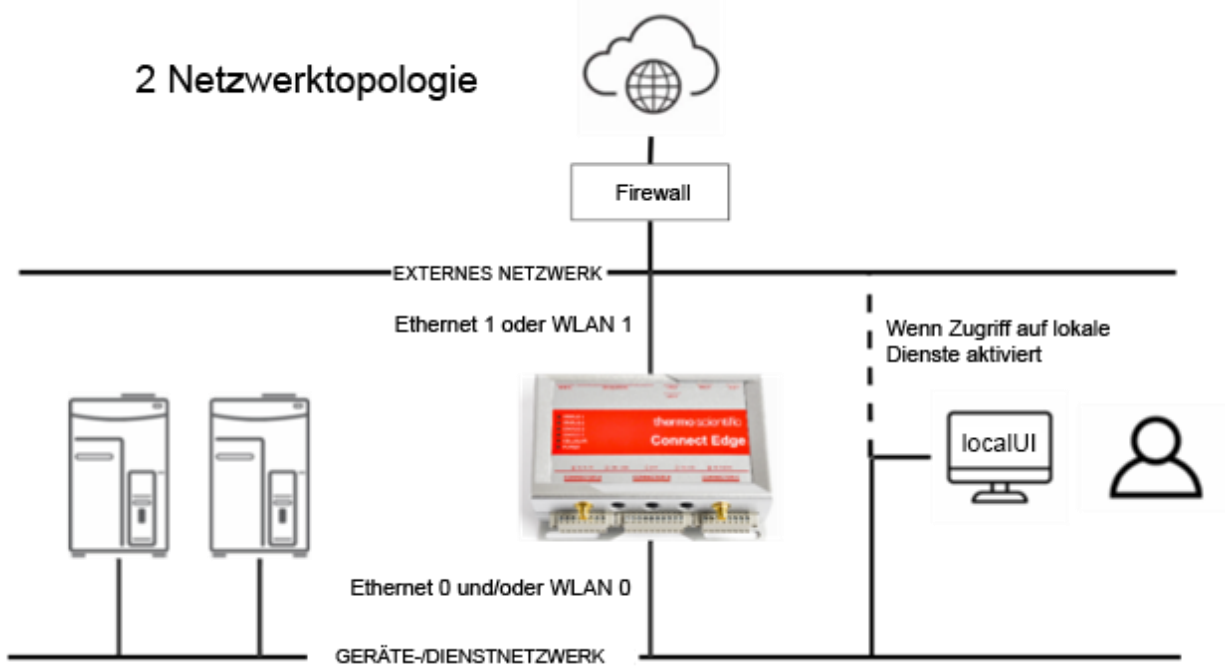 2 Netzwerktopologie
Firewall
EXTERNES NETZWERK
Ethernet 1 oder WLAN 1
Wenn Zugriff auf lokale
Dienste aktiviert
thermo scientific
Connect Edge
localUI
Ethernet 0 und/oder WLAN 0
GERÄTE-/DIENSTNETZWERK